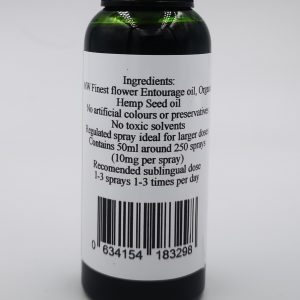 Ingredients:
Finest flower Entourage oil,
Hemp Seed oil
No artificial colours or preservatives
No toxic solvents
Regulated spray ideal for larger doses
Contains 50ml around 250 sprays
(10mg per spray)
Recomended sublingual dose
1-3 sprays 1-3 times per day
0 634154 183298